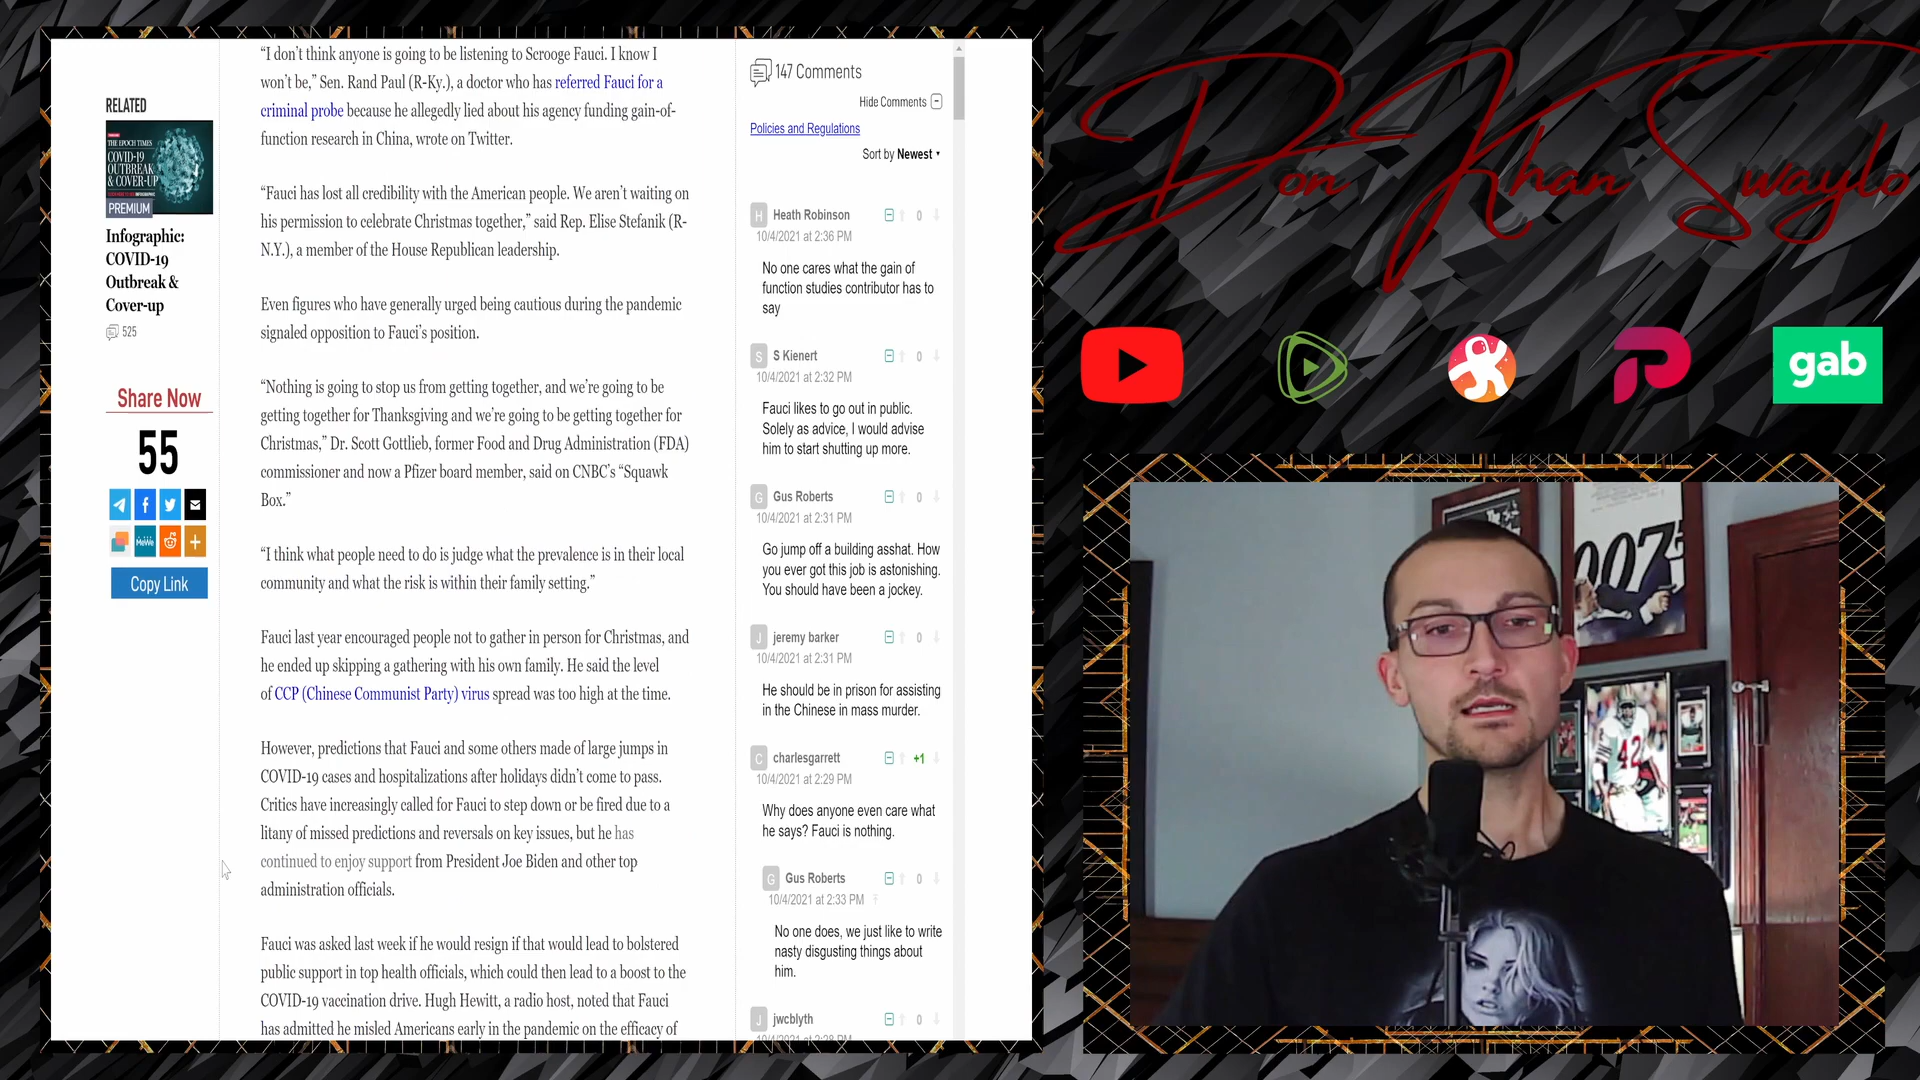 RELATED
THE EPOCH TIMES
COVID-19
OUTBREAK
& COVER-UP
PREMIUM
Infographic:
COVID-19
Outbreak &
Cover-up
525
Share Now
55
MeWe
Copy Link
“I don’t think anyone is going to be listening to Scrooge Fauci. I know I
won’t be,” Sen. Rand Paul (R-Ky.), a doctor who has referred Fauci for a
criminal probe because he allegedly lied about his agency funding gain-of-
function research in China, wrote on Twitter.
“Fauci has lost all credibility with the American people. We aren’t waiting on
his permission to celebrate Christmas together,” said Rep. Elise Stefanik (R-
N.Y.), a member of the House Republican leadership.
Even figures who have generally urged being cautious during the pandemic
signaled opposition to Fauci’s position.
“Nothing is going to stop us from getting together, and we’re going to be
getting together for Thanksgiving and we’re going to be getting together for
Christmas,” Dr. Scott Gottlieb, former Food and Drug Administration (FDA)
commissioner and now a Pfizer board member, said on CNBC’s “Squawk
Box.”
“I think what people need to do is judge what the prevalence is in their local
community and what the risk is within their family setting.”
Fauci last year encouraged people not to gather in person for Christmas, and
he ended up skipping a gathering with his own family. He said the level
of CCP (Chinese Communist Party) virus spread was too high at the time.
However, predictions that Fauci and some others made of large jumps in
COVID-19 cases and hospitalizations after holidays didn’t come to pass.
Critics have increasingly called for Fauci to step down or be fired due to a
litany of missed predictions and reversals on key issues, but he has
continued to enjoy support from President Joe Biden and other top
administration officials.
Fauci was asked last week if he would resign if that would lead to bolstered
public support in top health officials, which could then lead to a boost to the
COVID-19 vaccination drive. Hugh Hewitt, a radio host, noted that Fauci
has admitted he misled Americans early in the pandemic on the efficacy of
147 Comments
Hide Comments
Policies and Regulations
Sort by Newest
H Heath Robinson 0
10/4/2021 at 2:36 PM
No one cares what the gain of
function studies contributor has to
say
S S Kienert 0
10/4/2021 at 2:32 PM
Fauci likes to go out in public.
Solely as advice, I would advise
him to start shutting up more.
G Gus Roberts 0
10/4/2021 at 2:31 PM
Go jump off a building asshat. How
you ever got this job is astonishing.
You should have been a jockey.
J jeremy barker 0
10/4/2021 at 2:31 PM
He should be in prison for assisting
in the Chinese in mass murder.
C charlesgarrett +1
10/4/2021 at 2:29 PM
Why does anyone even care what
he says? Fauci is nothing.
G Gus Roberts 0
10/4/2021 at 2:33 PM
No one does, we just like to write
nasty disgusting things about
him.
J jwcblyth 0
Don Khan Swaylo
gab
007
42